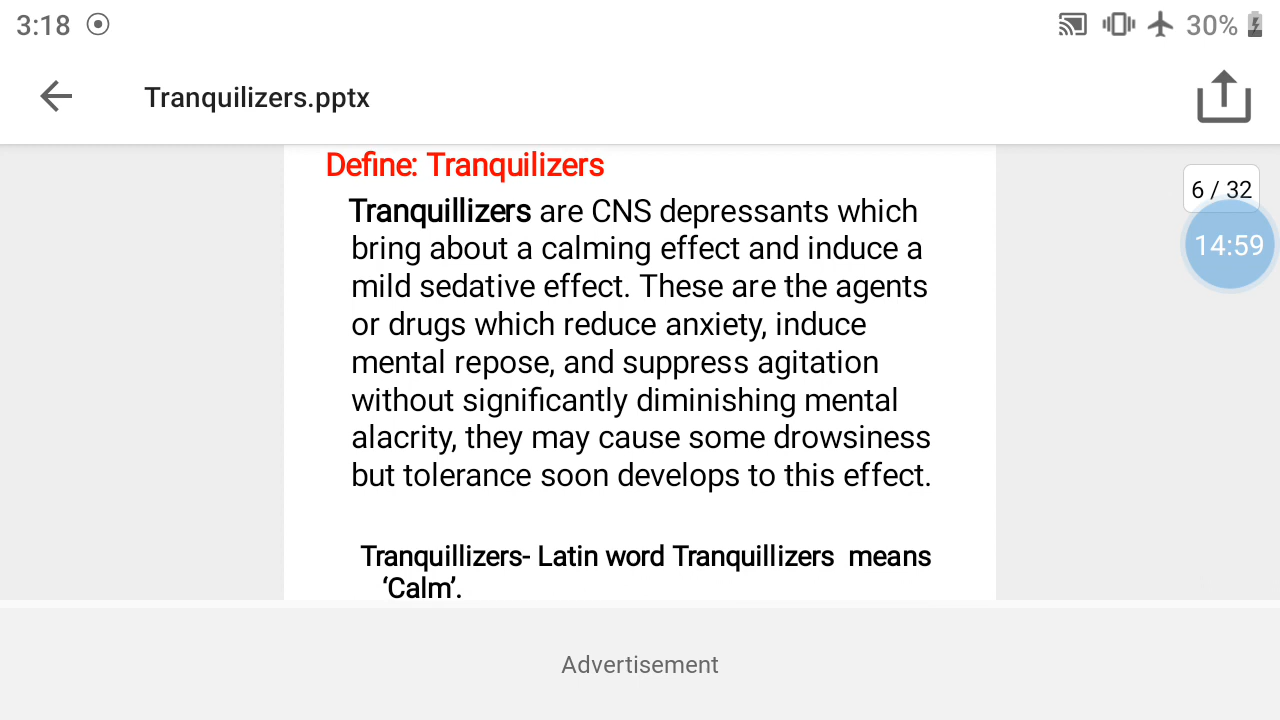 3:18 30%
Tranquilizers.pptx
Define: Tranquilizers
6 / 32
Tranquillizers are CNS depressants which
14:59
bring about a calming effect and induce a
mild sedative effect. These are the agents
or drugs which reduce anxiety, induce
mental repose, and suppress agitation
without significantly diminishing mental
alacrity, they may cause some drowsiness
but tolerance soon develops to this effect.
Tranquillizers- Latin word Tranquillizers means
‘Calm’.
Advertisement